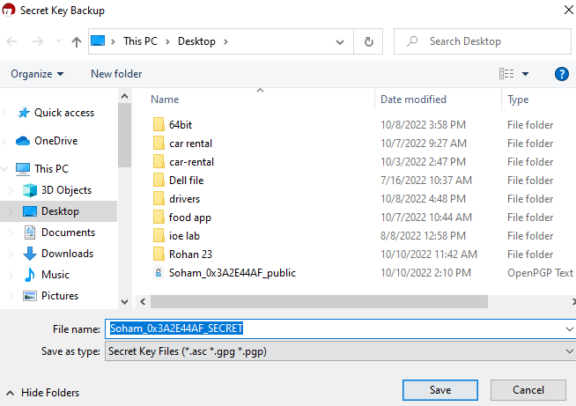 Secret Key Backup
This PC > Desktop >
Search Desktop
Organize New folder
Name Date modified Type
Quick access
OneDrive
This PC
3D Objects
Desktop
Documents
Downloads
Music
Pictures
64bit 10/8/2022 3:58 PM File folder
car rental 10/7/2022 9:27 AM File folder
car-rental 10/3/2022 2:47 PM File folder
Dell file 7/16/2022 10:37 AM File folder
drivers 10/8/2022 4:48 PM File folder
food app 10/7/2022 10:44 AM File folder
ioe lab 8/8/2022 12:58 PM File folder
Rohan 23 10/10/2022 11:42 AM File folder
Soham_0x3A2E44AF_public 10/10/2022 2:10 PM OpenPGP Text
File name: Soham_0x3A2E44AF_SECRET
Save as type: Secret Key Files (*.asc *.gpg *.pgp)
Hide Folders Save Cancel